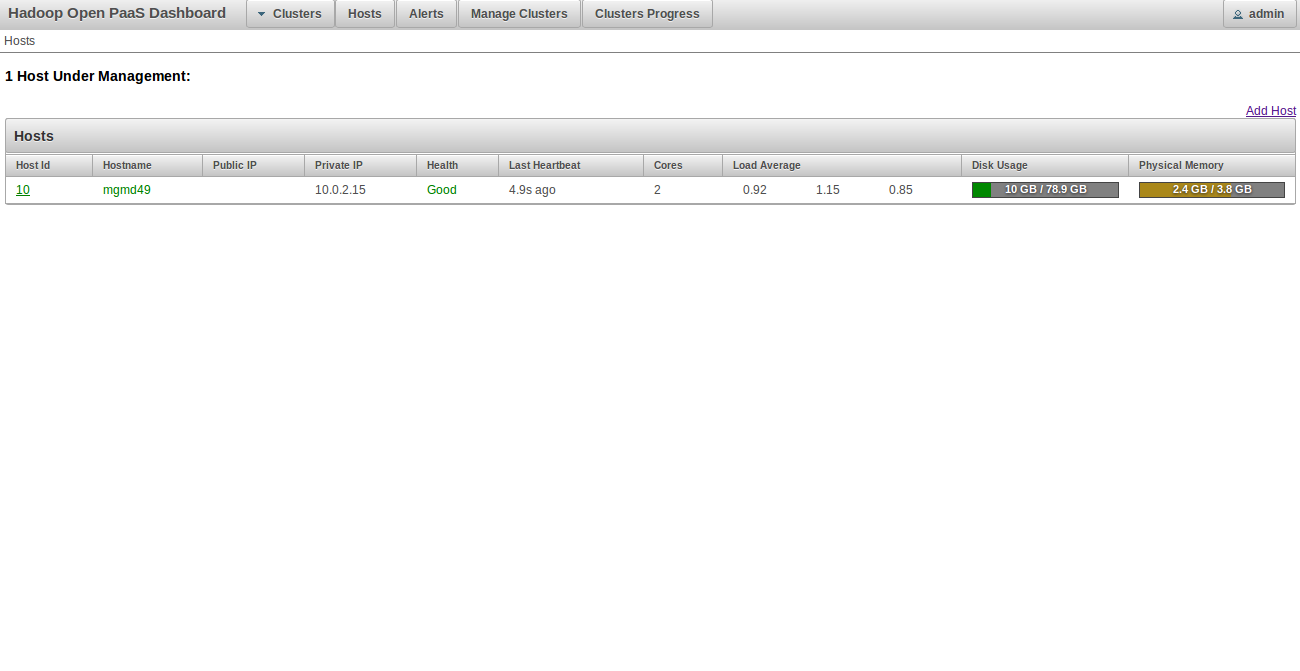 Hadoop Open PaaS Dashboard Clusters Hosts Alerts Manage Clusters Clusters Progress admin
Hosts
1 Host Under Management:
Add Host
Hosts
Host Id Hostname Public IP Private IP Health Last Heartbeat Cores Load Average Disk Usage Physical Memory
10 mgmd49 10.0.2.15 Good 4.9s ago 2 0.92 1.15 0.85 10 GB / 78.9 GB 2.4 GB / 3.8 GB